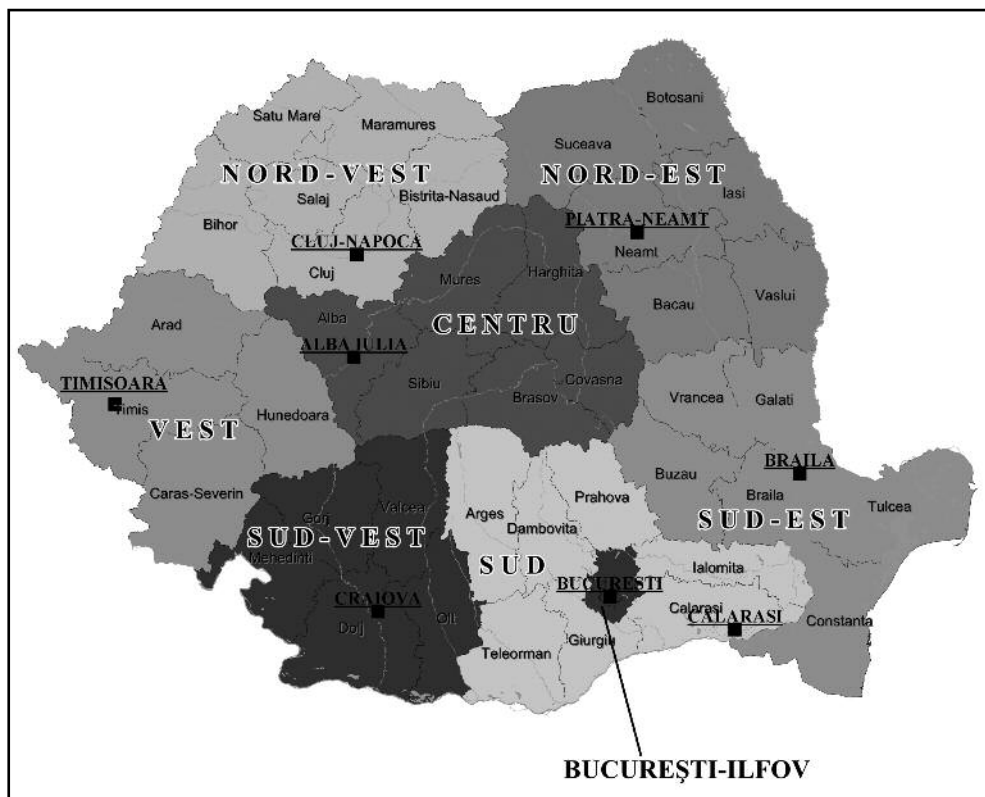 Botosani
Satu Mare
Maramures
Suceava
NORD-VEST
NORD-EST
Salaj
Bistrita-Nasaud
Iasi
Bihor
PIATRA-NEAMT
CLUJ-NAPOCA
Neamt
Cluj
Mures
Harghita
Bacau
Vaslui
Arad
Alba
CENTRU
ALBA IULIA
TIMISOARA
Timis
Sibiu
Covasna
Brasov
Vrancea
Galati
Hunedoara
VEST
BRAILA
Buzau
Caras-Severin
Prahova
Braila
Tulcea
Valcea
Gorj
Arges
Dambovita
SUD-EST
SUD-VEST
Mehedinti
SUD
Ialomita
BUCURESTI
CRAIOVA
Calarasi
CALARASI
Dolj
Olt
Giurgiu
Constanta
Teleorman
BUCUREŞTI-ILFOV